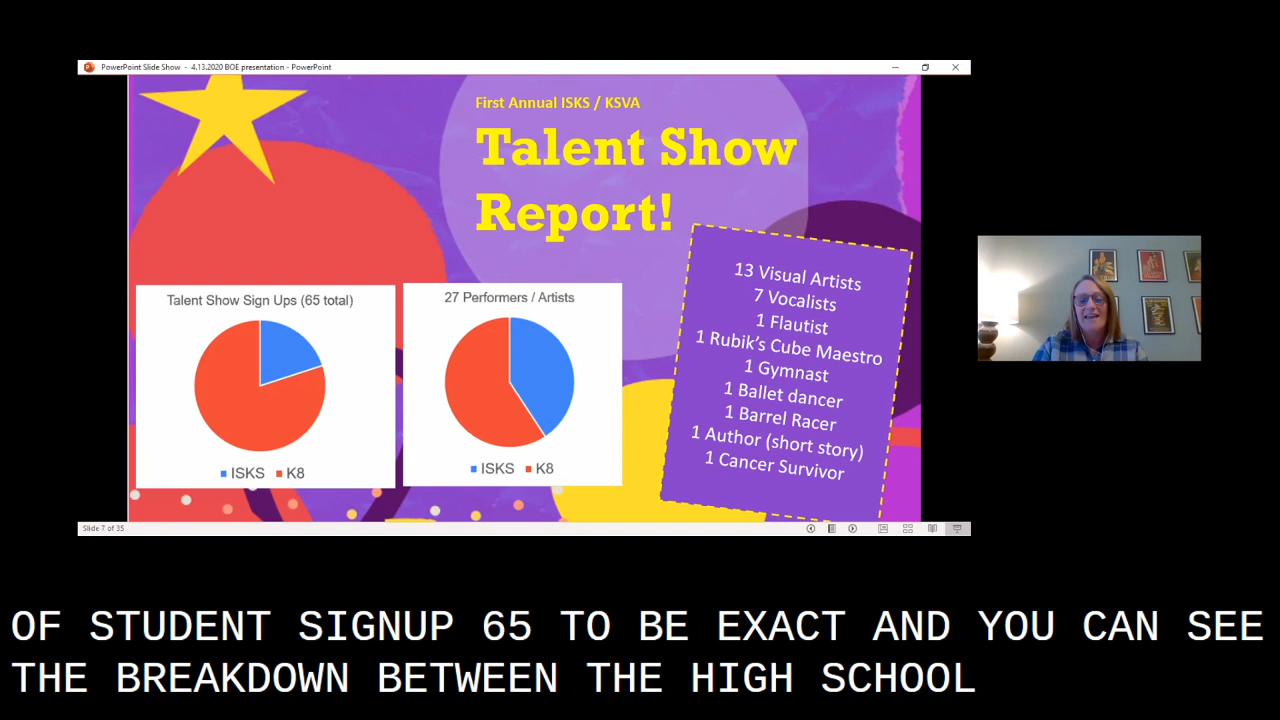 PowerPoint Slide Show - 4.13.2020 BOE presentation - PowerPoint
First Annual ISKS / KSVA
Talent Show
Report!
Talent Show Sign Ups (65 total)
ISKS K8
27 Performers / Artists
ISKS K8
13 Visual Artists
7 Vocalists
1 Flautist
1 Rubik's Cube Maestro
1 Gymnast
1 Ballet dancer
1 Barrel Racer
1 Author (short story)
1 Cancer Survivor
Slide 7 of 35
OF STUDENT SIGNUP 65 TO BE EXACT AND YOU CAN SEE
THE BREAKDOWN BETWEEN THE HIGH SCHOOL